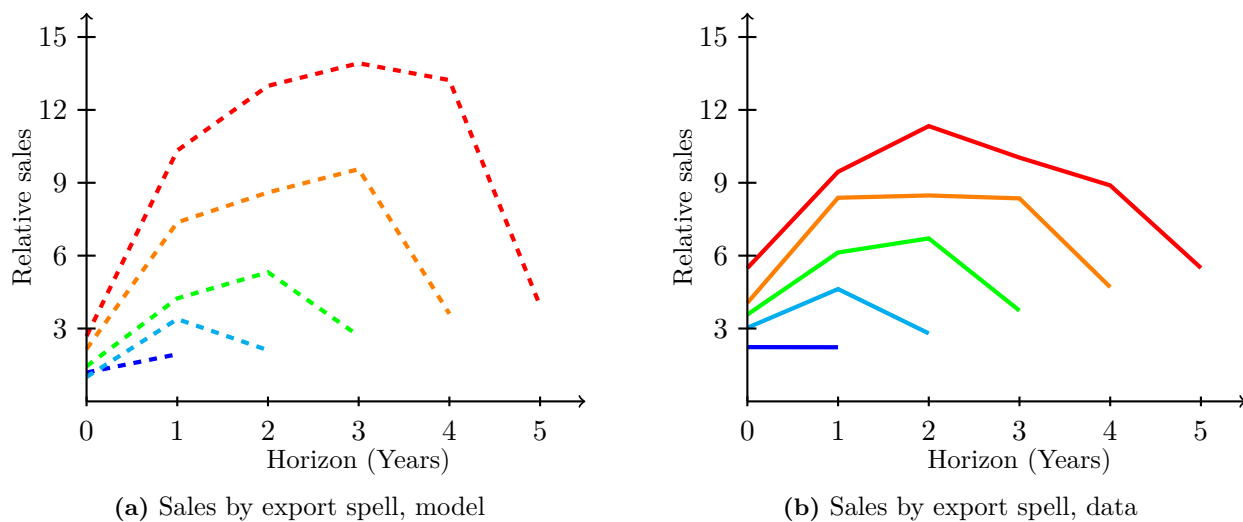 15
12
9
6
3
Relative sales
0 1 2 3 4 5
Horizon (Years)
(a) Sales by export spell, model
15
12
9
6
3
Relative sales
0 1 2 3 4 5
Horizon (Years)
(b) Sales by export spell, data